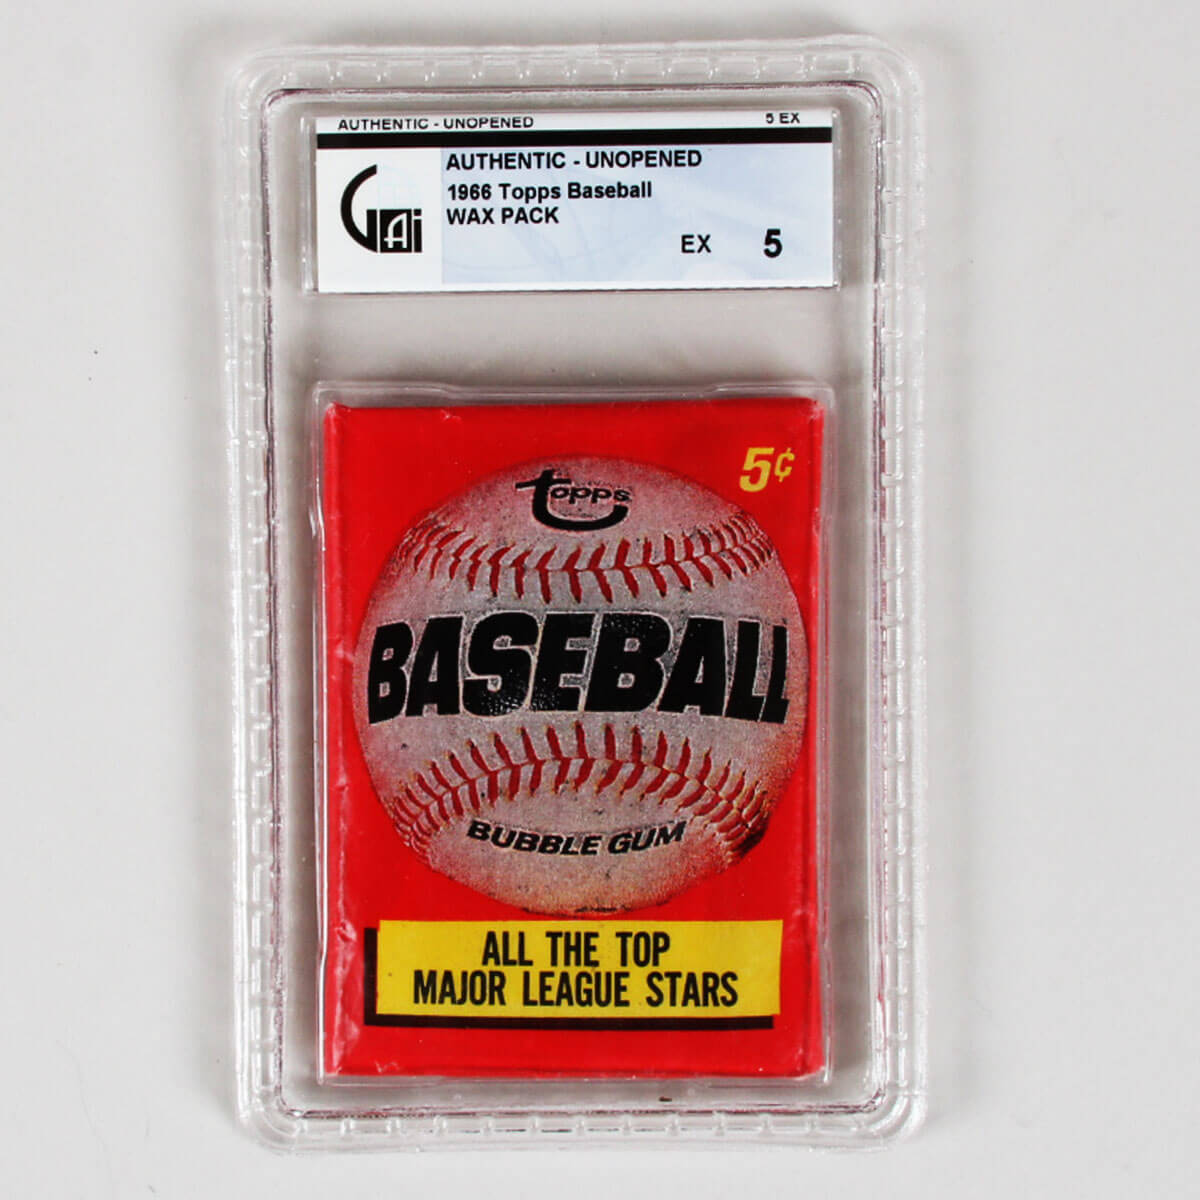 AUTHENTIC - UNOPENED 5 EX
GAi
AUTHENTIC - UNOPENED
1966 Topps Baseball
WAX PACK
EX 5
5¢
Topps
BASEBALL
BUBBLE GUM
ALL THE TOP
MAJOR LEAGUE STARS